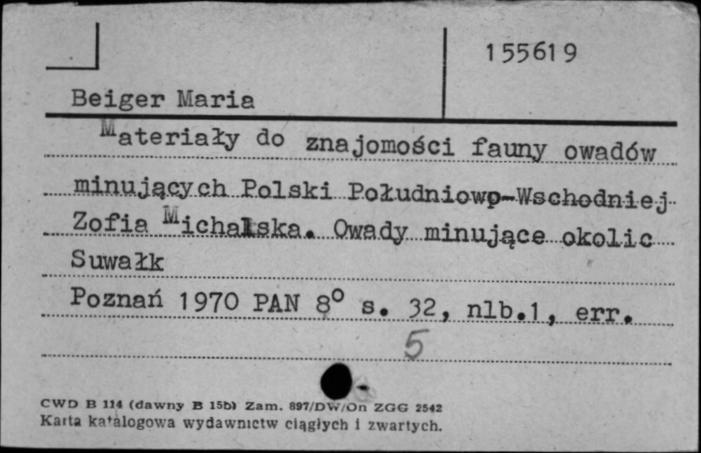 155619
Beiger Maria
Materiały do znajomości fauny owadów
minujących Polski Południowo-Wschodniej
Zofia Michalska. Owady minujące okolic
Suwałk
Poznań 1970 PAN 8° s. 32, nlb.1, err.
5
CWD B 114 (dawny B 15b) Zam. 897/DW/On ZGG 2542
Karta katalogowa wydawnictw ciągłych i zwartych.